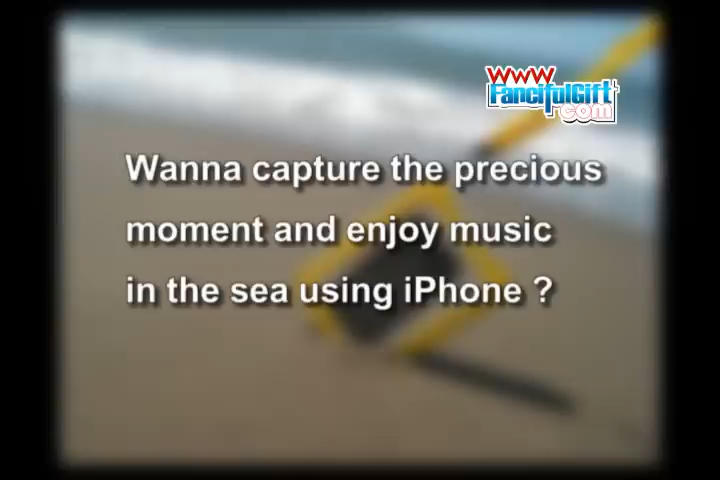 WWW
FancifulGift
.com
Wanna capture the precious
moment and enjoy music
in the sea using iPhone ?